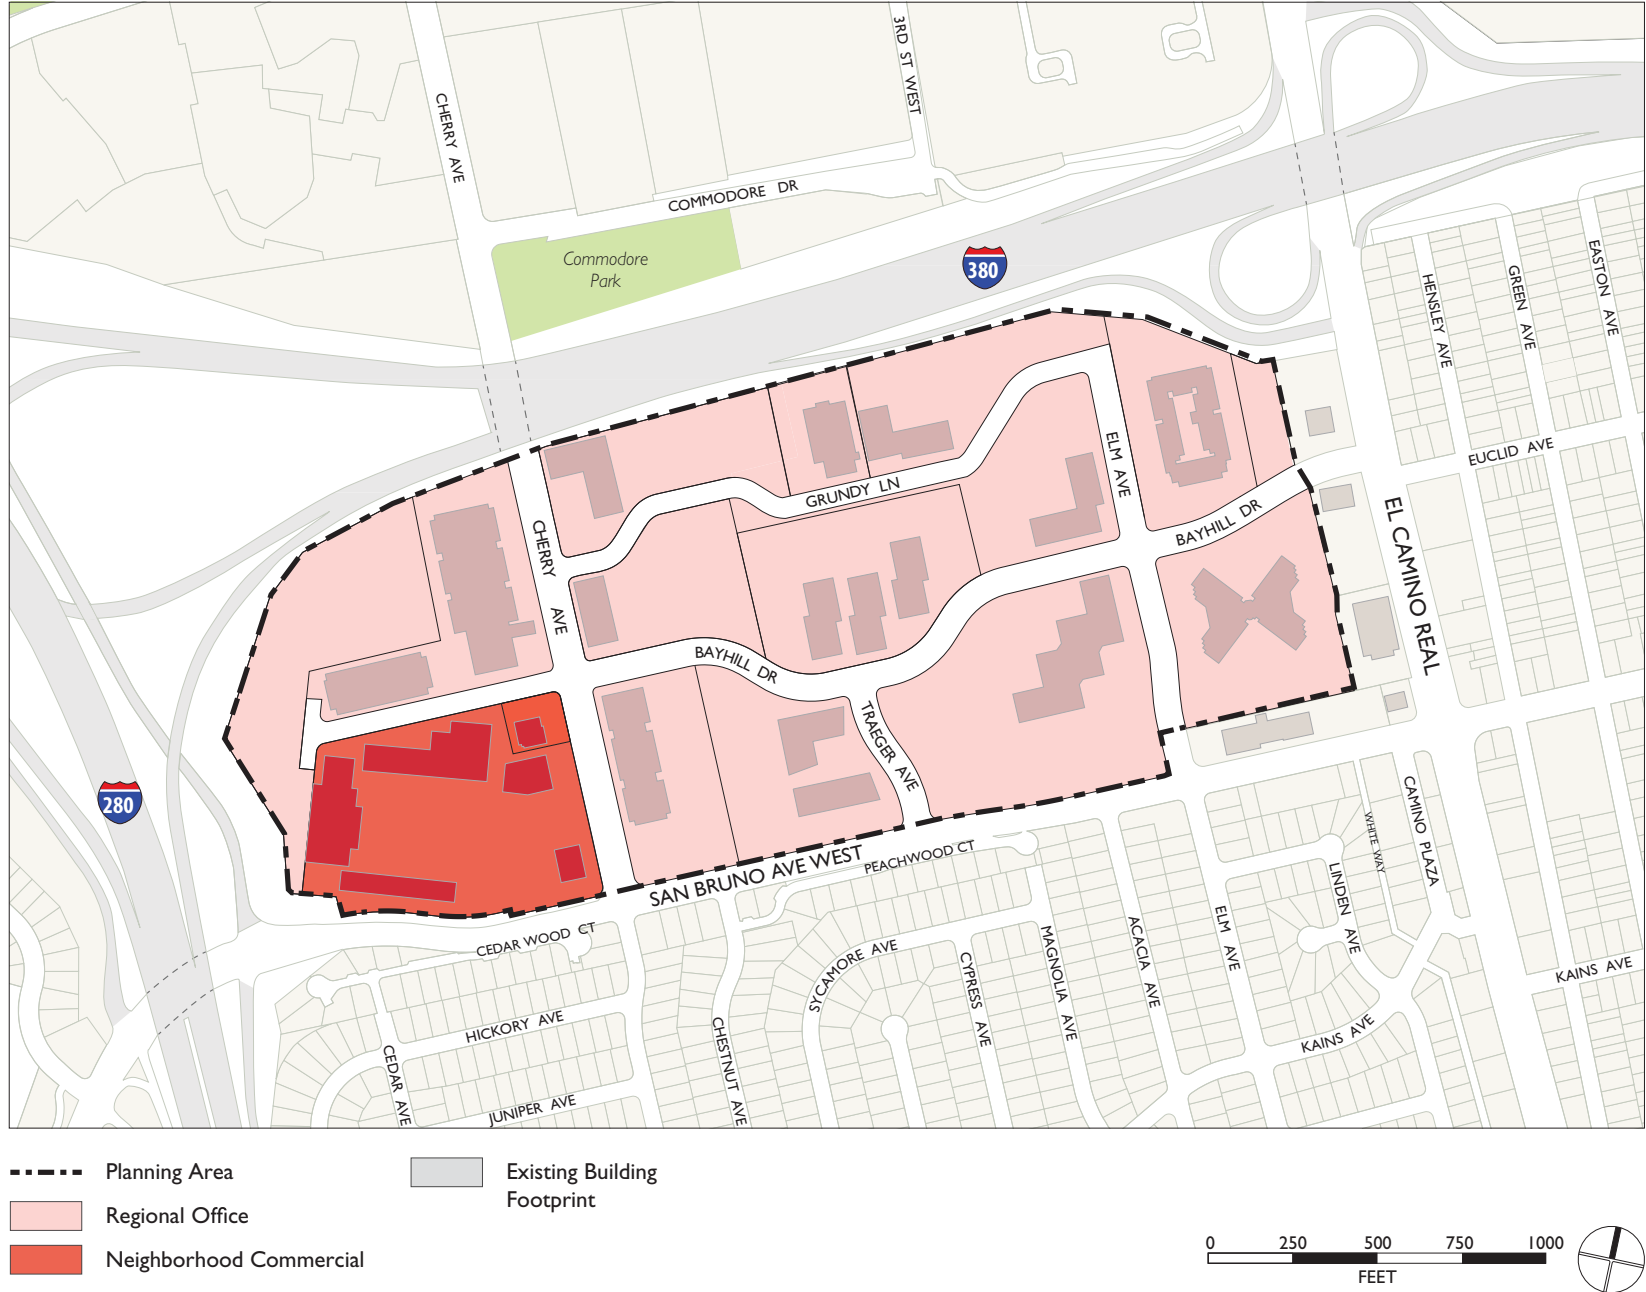 3RD ST WEST
CHERRY AVE
COMMODORE DR
Commodore
Park
380
HENSLEY AVE
GREEN AVE
EASTON AVE
EUCLID AVE
ELM AVE
GRUNDY LN
BAYHILL DR
CHERRY AVE
EL CAMINO REAL
BAYHILL DR
TRAEGER AVE
280
SAN BRUNO AVE WEST
PEACHWOOD CT
WHITE WAY
CAMINO PLAZA
LINDEN AVE
CEDAR WOOD CT
SYCAMORE AVE
CYPRESS AVE
MAGNOLIA AVE
ACACIA AVE
ELM AVE
KAINS AVE
KAINS AVE
HICKORY AVE
CEDAR AVE
CHESTNUT AVE
JUNIPER AVE
Planning Area
Regional Office
Neighborhood Commercial
Existing Building
Footprint
0 250 500 750 1000
FEET